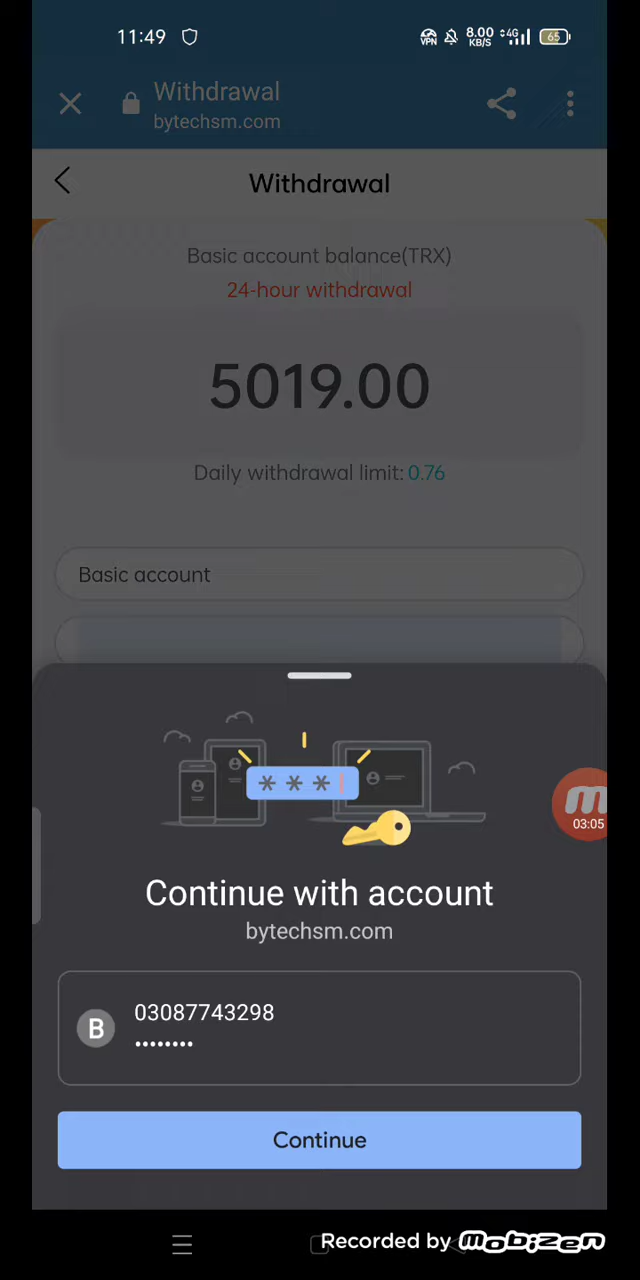 11:49
VPN 8.00 KB/S 4G 65
Withdrawal
bytechsm.com
Withdrawal
Basic account balance(TRX)
24-hour withdrawal
5019.00
Daily withdrawal limit: 0.76
Basic account
***
03:05
Continue with account
bytechsm.com
B
03087743298
••••••••
Continue
Recorded by mobizen